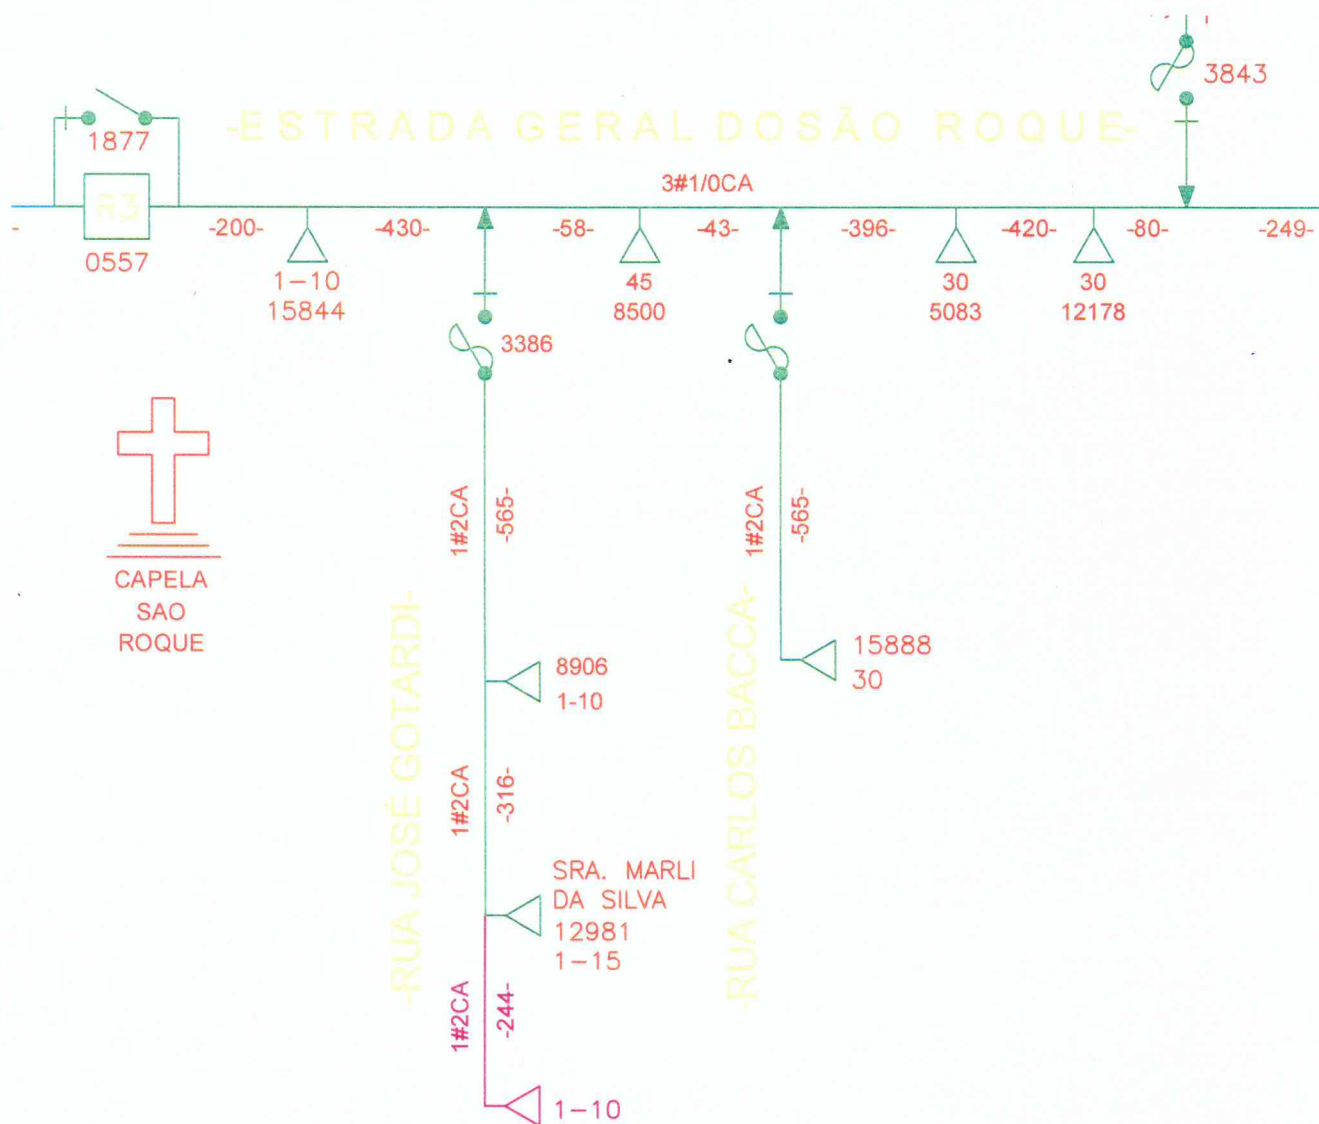 3843
1877
-ESTRADA GERAL DOSÃO ROQUE-
3#1/0CA
R3
0557
-
-200-
-430-
-58-
-43-
-396-
-420-
-80-
-249-
1-10
15844
45
8500
30
5083
30
12178
3386
CAPELA
SAO
ROQUE
1#2CA
-565-
1#2CA
-565-
-RUA JOSÉ GOTARDI-
-RUA CARLOS BACCA-
8906
1-10
15888
30
1#2CA
-316-
SRA. MARLI
DA SILVA
12981
1-15
1#2CA
-244-
1-10